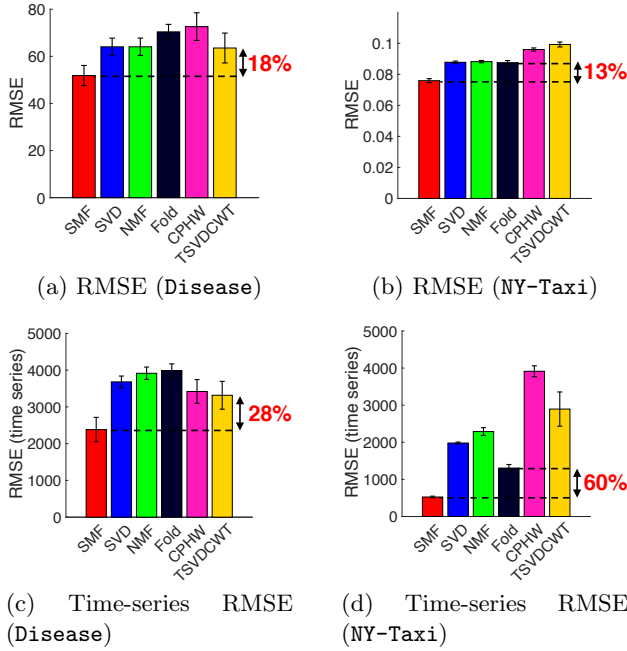 80
60
40
20
0
RMSE
18%
SMF
SVD
NMF
Fold
CPHW
TSVDCWT
(a) RMSE (Disease)
0.1
0.08
0.06
0.04
0.02
0
RMSE
13%
SMF
SVD
NMF
Fold
CPHW
TSVDCWT
(b) RMSE (NY-Taxi)
5000
4000
3000
2000
1000
0
RMSE (time series)
28%
SMF
SVD
NMF
Fold
CPHW
TSVDCWT
(c) Time-series RMSE
(Disease)
5000
4000
3000
2000
1000
0
RMSE (time series)
60%
SMF
SVD
NMF
Fold
CPHW
TSVDCWT
(d) Time-series RMSE
(NY-Taxi)